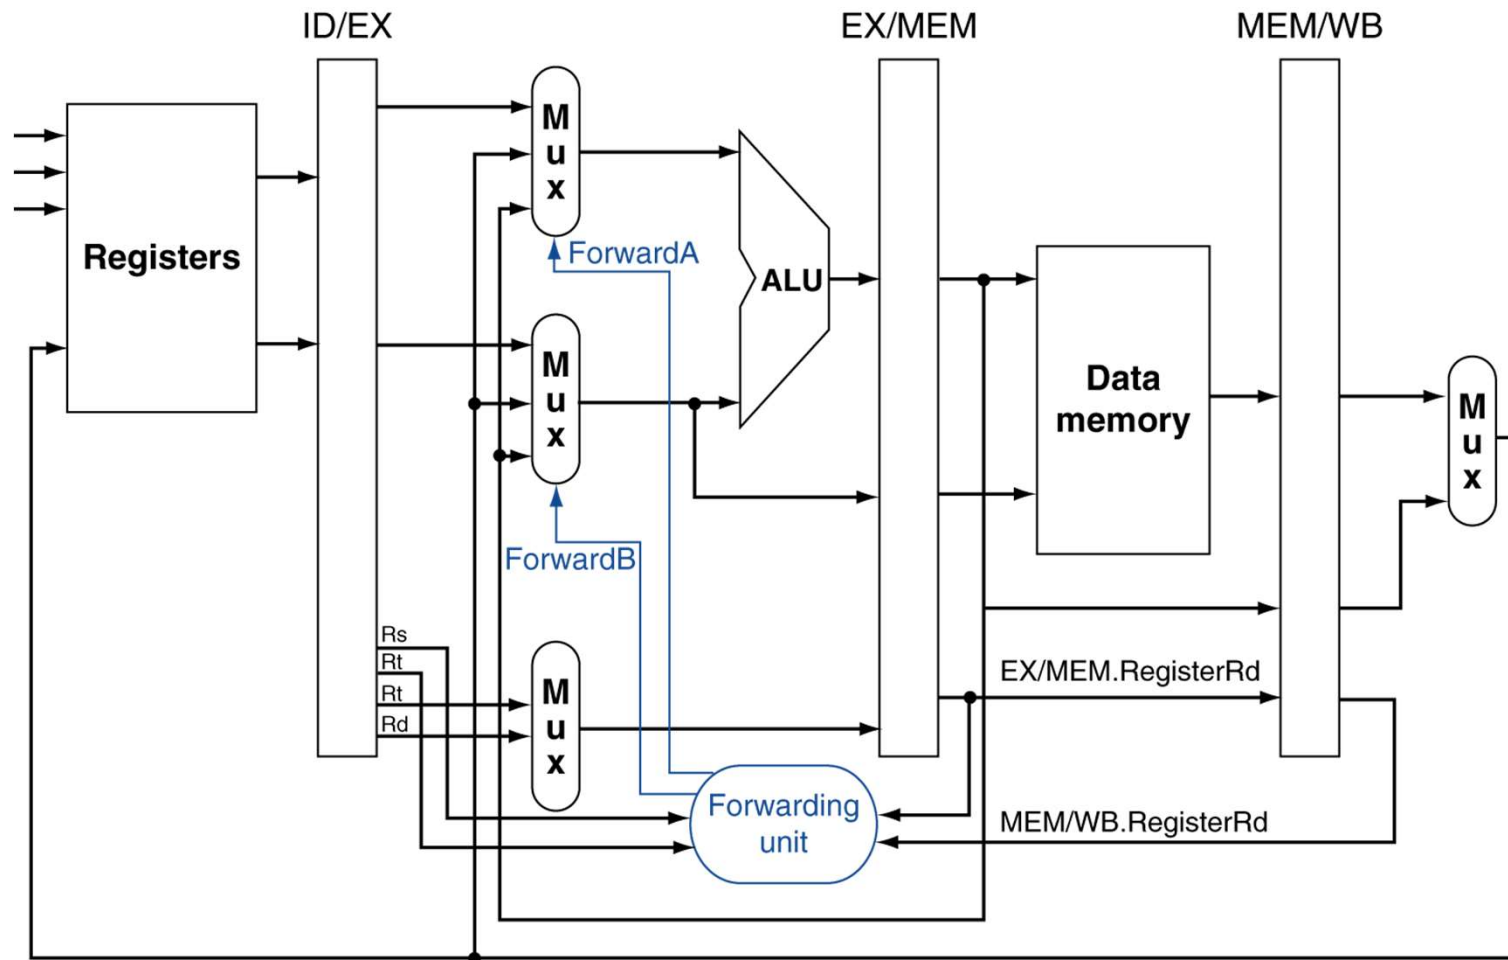 ID/EX
EX/MEM
MEM/WB
M
u
x
ForwardA
Registers
ALU
M
u
x
Data
memory
M
u
x
ForwardB
Rs
Rt
Rt
Rd
M
u
x
EX/MEM.RegisterRd
Forwarding
unit
MEM/WB.RegisterRd